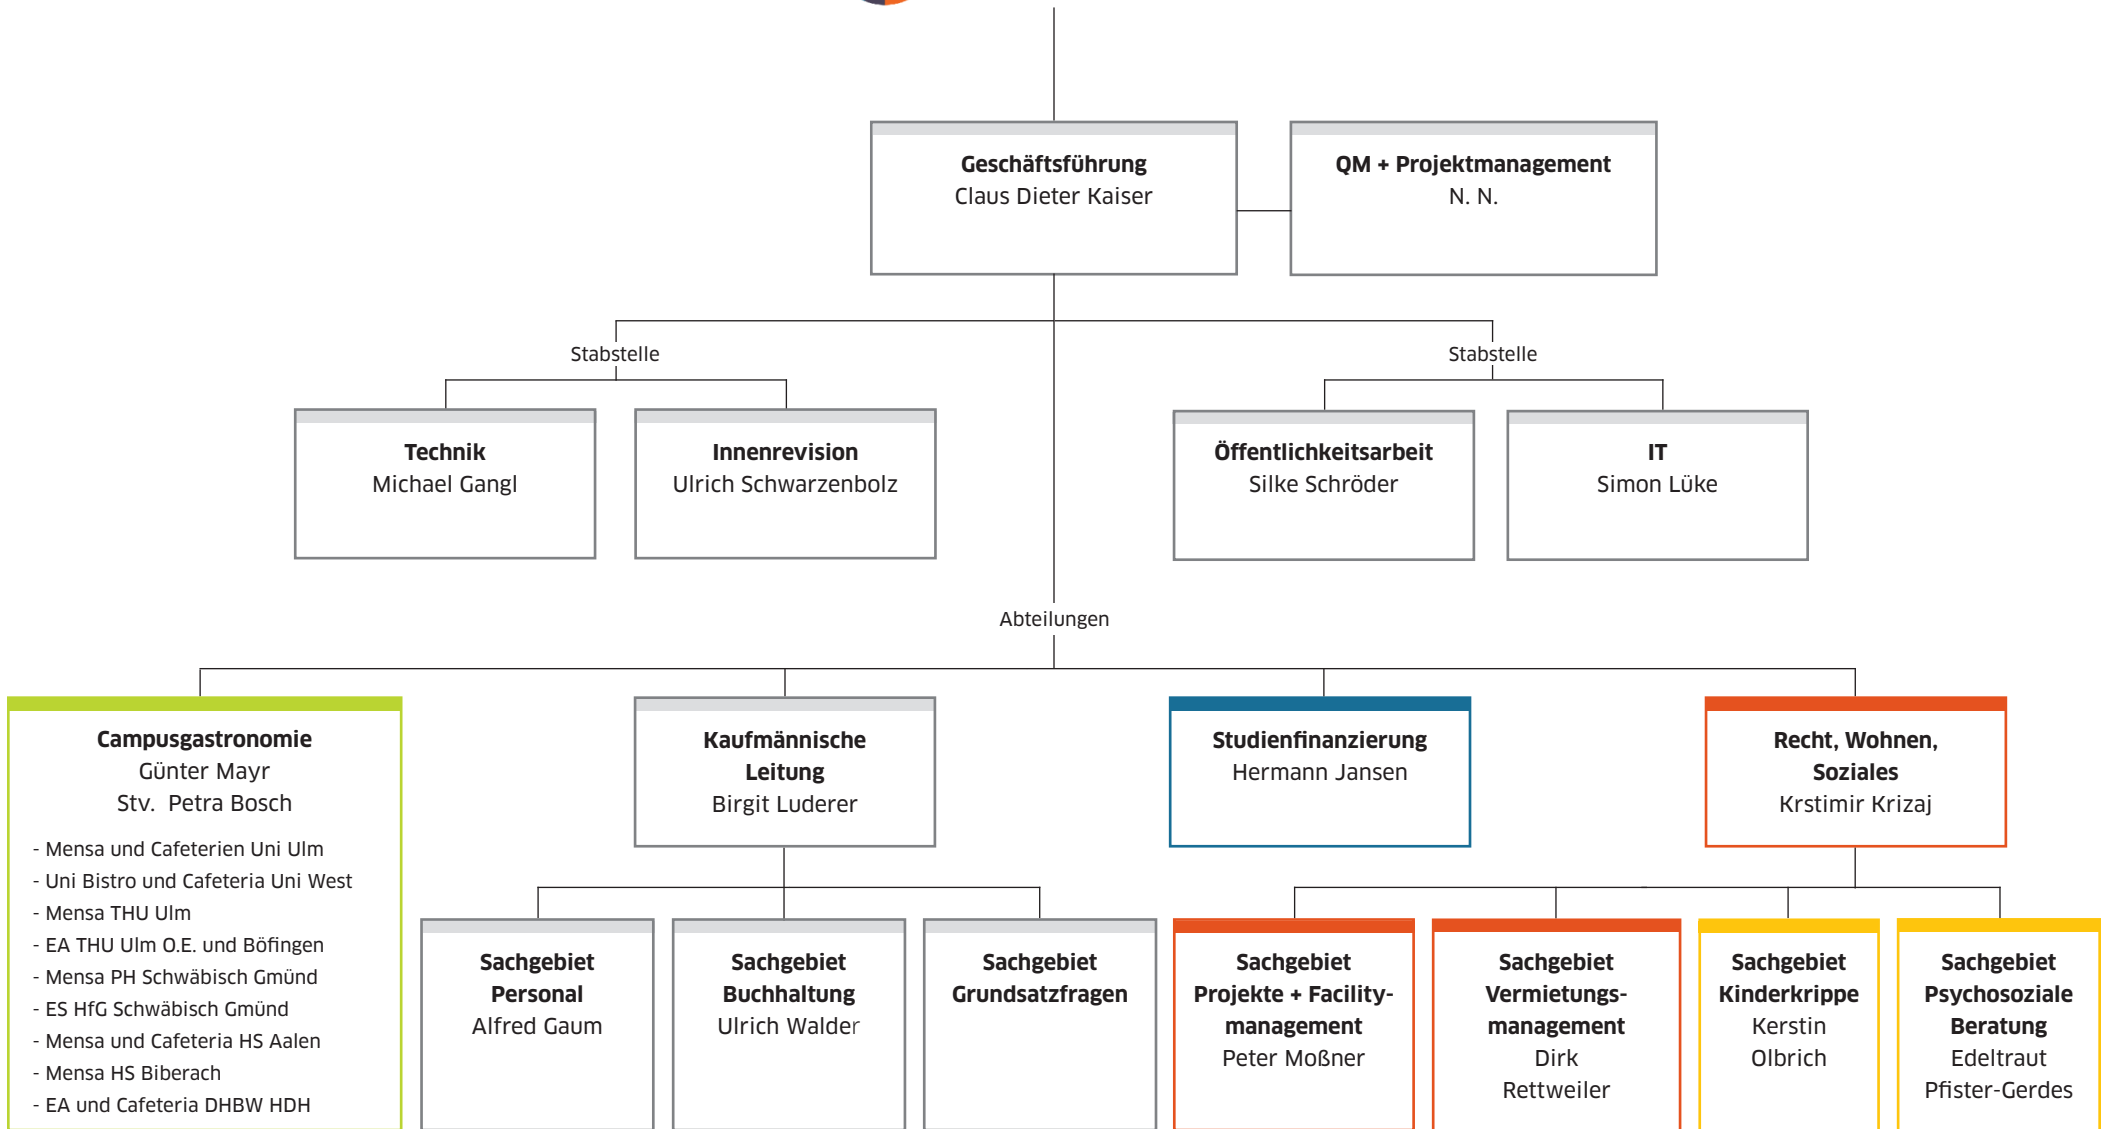 Geschäftsführung
Claus Dieter Kaiser
QM + Projektmanagement
N. N.
Stabstelle
Stabstelle
Technik
Michael Gangl
Innenrevision
Ulrich Schwarzenbolz
Öffentlichkeitsarbeit
Silke Schröder
IT
Simon Lüke
Abteilungen
Campusgastronomie
Günter Mayr
Stv. Petra Bosch
- Mensa und Cafeterien Uni Ulm
- Uni Bistro und Cafeteria Uni West
- Mensa THU Ulm
- EA THU Ulm O.E. und Böfingen
- Mensa PH Schwäbisch Gmünd
- ES HfG Schwäbisch Gmünd
- Mensa und Cafeteria HS Aalen
- Mensa HS Biberach
- EA und Cafeteria DHBW HDH
Kaufmännische
Leitung
Birgit Luderer
Studienfinanzierung
Hermann Jansen
Recht, Wohnen,
Soziales
Krstimir Krizaj
Sachgebiet
Personal
Alfred Gaum
Sachgebiet
Buchhaltung
Ulrich Walder
Sachgebiet
Grundsatzfragen
Sachgebiet
Projekte + Facility-
management
Peter Moßner
Sachgebiet
Vermietungs-
management
Dirk
Rettweiler
Sachgebiet
Kinderkrippe
Kerstin
Olbrich
Sachgebiet
Psychosoziale
Beratung
Edeltraut
Pfister-Gerdes